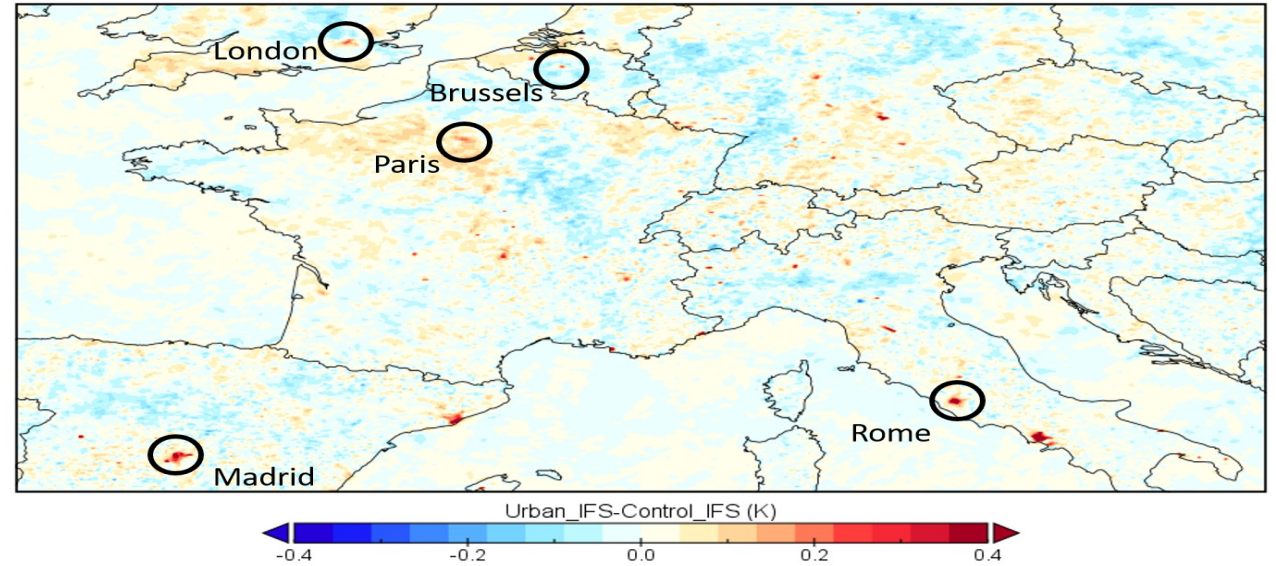 London
Brussels
Paris
Rome
Madrid
Urban_IFS-Control_IFS (K)
-0.4 -0.2 0.0 0.2 0.4